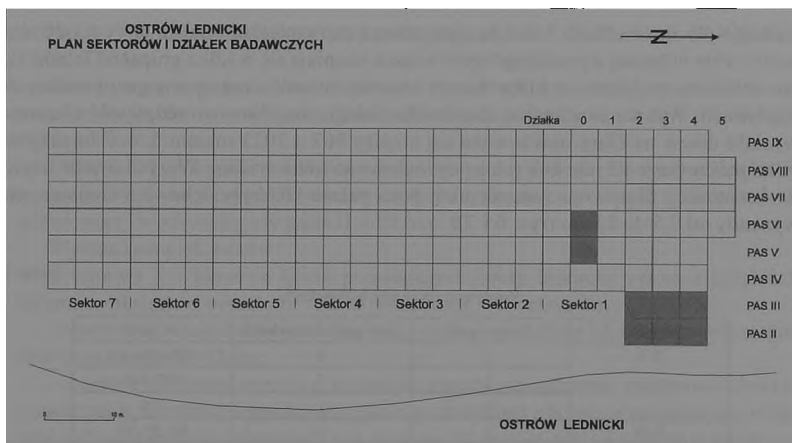 OSTRÓW LEDNICKI
PLAN SEKTORÓW I DZIAŁEK BADAWCZYCH
Z
Działka 0 1 2 3 4 5
PAS IX
PAS VIII
PAS VII
PAS VI
PAS V
PAS IV
Sektor 7 | Sektor 6 | Sektor 5 | Sektor 4 | Sektor 3 | Sektor 2 | Sektor 1
PAS III
PAS II
0 10 m.
OSTRÓW LEDNICKI